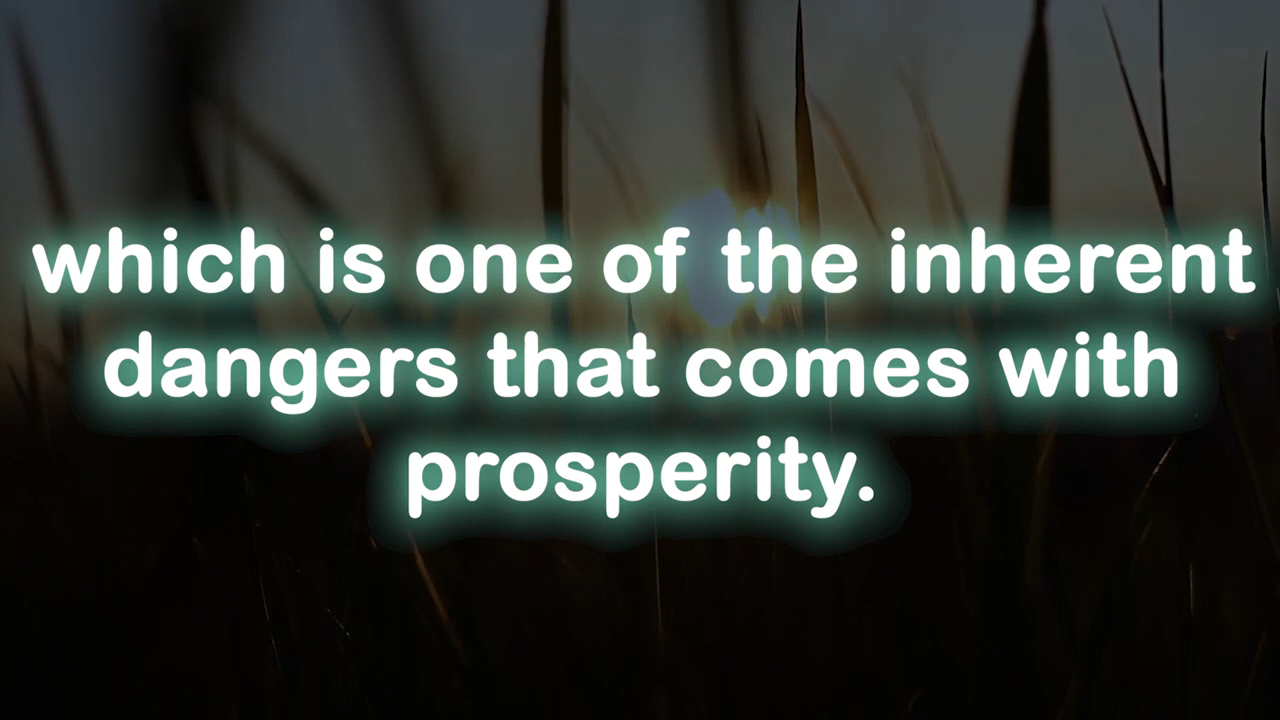 which is one of the inherent
dangers that comes with
prosperity.